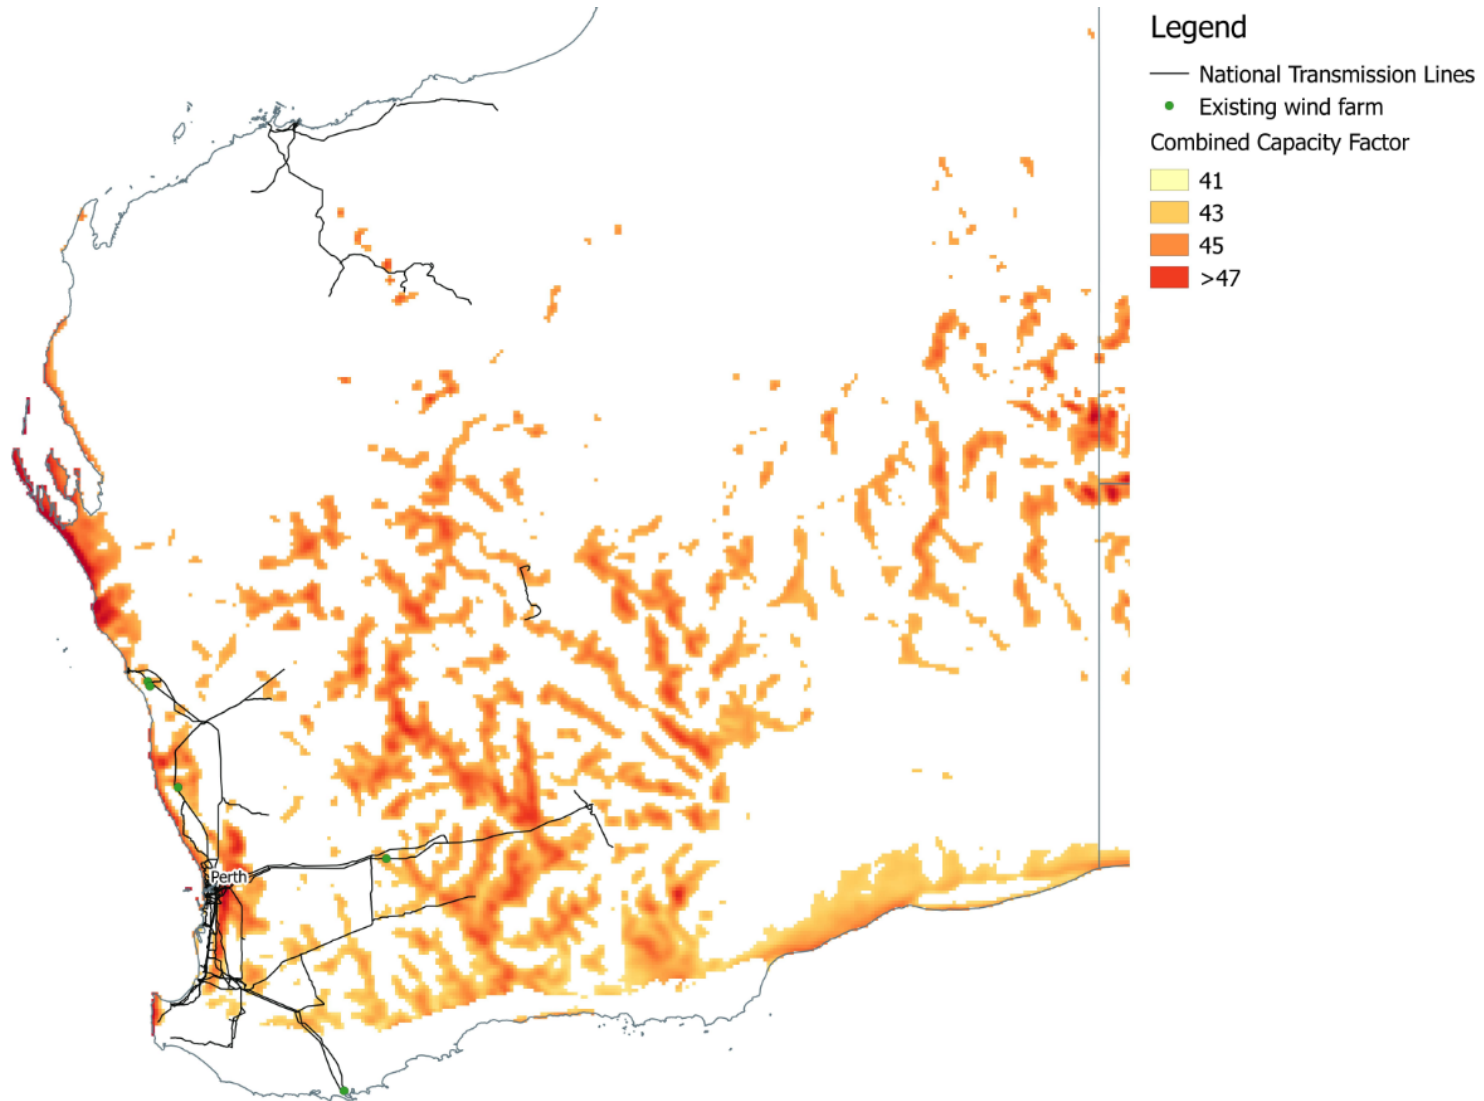 Legend
National Transmission Lines
Existing wind farm
Combined Capacity Factor
41
43
45
>47
Perth